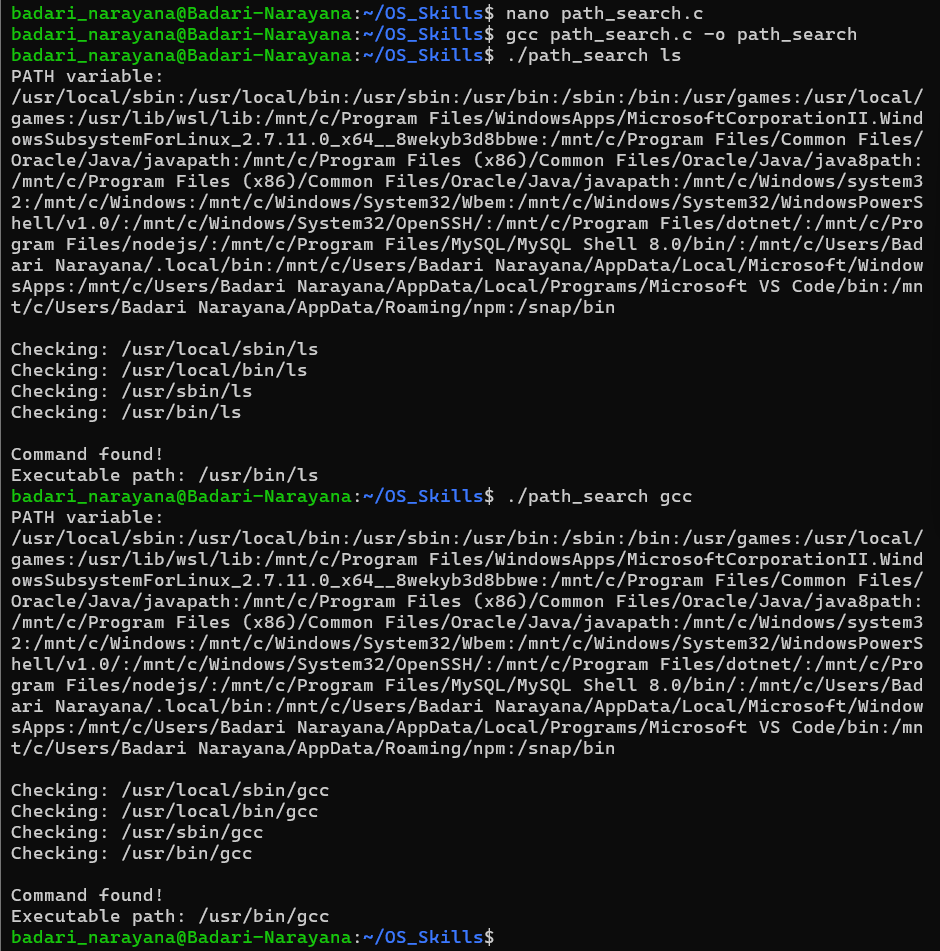 badari_narayana@Badari-Narayana:~/OS_Skills$ nano path_search.c
badari_narayana@Badari-Narayana:~/OS_Skills$ gcc path_search.c -o path_search
badari_narayana@Badari-Narayana:~/OS_Skills$ ./path_search ls
PATH variable:
/usr/local/sbin:/usr/local/bin:/usr/sbin:/usr/bin:/sbin:/bin:/usr/games:/usr/local/
games:/usr/lib/wsl/lib:/mnt/c/Program Files/WindowsApps/MicrosoftCorporationII.Wind
owsSubsystemForLinux_2.7.11.0_x64__8wekyb3d8bbwe:/mnt/c/Program Files/Common Files/
Oracle/Java/javapath:/mnt/c/Program Files (x86)/Common Files/Oracle/Java/java8path:
/mnt/c/Program Files (x86)/Common Files/Oracle/Java/javapath:/mnt/c/Windows/system3
2:/mnt/c/Windows:/mnt/c/Windows/System32/Wbem:/mnt/c/Windows/System32/WindowsPowerS
hell/v1.0/:/mnt/c/Windows/System32/OpenSSH/:/mnt/c/Program Files/dotnet/:/mnt/c/Pro
gram Files/nodejs/:/mnt/c/Program Files/MySQL/MySQL Shell 8.0/bin/:/mnt/c/Users/Bad
ari Narayana/.local/bin:/mnt/c/Users/Badari Narayana/AppData/Local/Microsoft/Window
sApps:/mnt/c/Users/Badari Narayana/AppData/Local/Programs/Microsoft VS Code/bin:/mn
t/c/Users/Badari Narayana/AppData/Roaming/npm:/snap/bin

Checking: /usr/local/sbin/ls
Checking: /usr/local/bin/ls
Checking: /usr/sbin/ls
Checking: /usr/bin/ls

Command found!
Executable path: /usr/bin/ls
badari_narayana@Badari-Narayana:~/OS_Skills$ ./path_search gcc
PATH variable:
/usr/local/sbin:/usr/local/bin:/usr/sbin:/usr/bin:/sbin:/bin:/usr/games:/usr/local/
games:/usr/lib/wsl/lib:/mnt/c/Program Files/WindowsApps/MicrosoftCorporationII.Wind
owsSubsystemForLinux_2.7.11.0_x64__8wekyb3d8bbwe:/mnt/c/Program Files/Common Files/
Oracle/Java/javapath:/mnt/c/Program Files (x86)/Common Files/Oracle/Java/java8path:
/mnt/c/Program Files (x86)/Common Files/Oracle/Java/javapath:/mnt/c/Windows/system3
2:/mnt/c/Windows:/mnt/c/Windows/System32/Wbem:/mnt/c/Windows/System32/WindowsPowerS
hell/v1.0/:/mnt/c/Windows/System32/OpenSSH/:/mnt/c/Program Files/dotnet/:/mnt/c/Pro
gram Files/nodejs/:/mnt/c/Program Files/MySQL/MySQL Shell 8.0/bin/:/mnt/c/Users/Bad
ari Narayana/.local/bin:/mnt/c/Users/Badari Narayana/AppData/Local/Microsoft/Window
sApps:/mnt/c/Users/Badari Narayana/AppData/Local/Programs/Microsoft VS Code/bin:/mn
t/c/Users/Badari Narayana/AppData/Roaming/npm:/snap/bin

Checking: /usr/local/sbin/gcc
Checking: /usr/local/bin/gcc
Checking: /usr/sbin/gcc
Checking: /usr/bin/gcc

Command found!
Executable path: /usr/bin/gcc
badari_narayana@Badari-Narayana:~/OS_Skills$